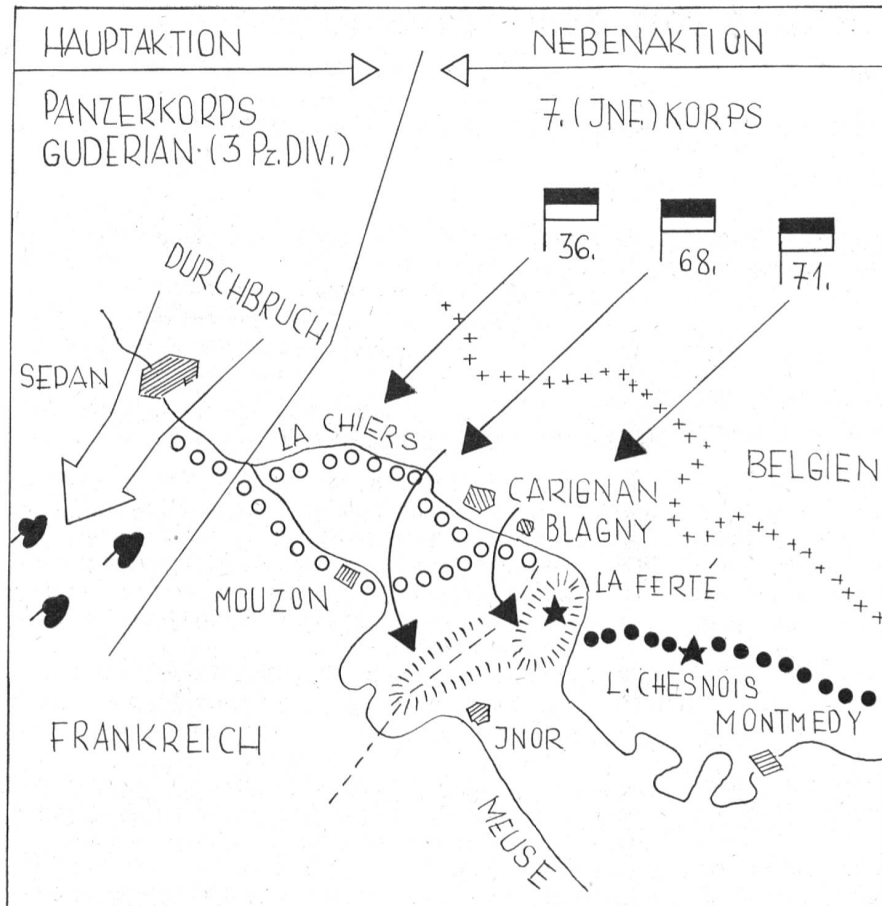 HAUPTAKTION
NEBENAKTION
PANZERKORPS
GUDERIAN (3 PZ.DIV.)
7. (JNF.) KORPS
36.
68.
71.
DURCHBRUCH
SEDAN
LA CHIERS
BELGIEN
CARIGNAN
BLAGNY
LA FERTÉ
MOUZON
L. CHESNOIS
MONTMEDY
JNOR
FRANKREICH
MEUSE